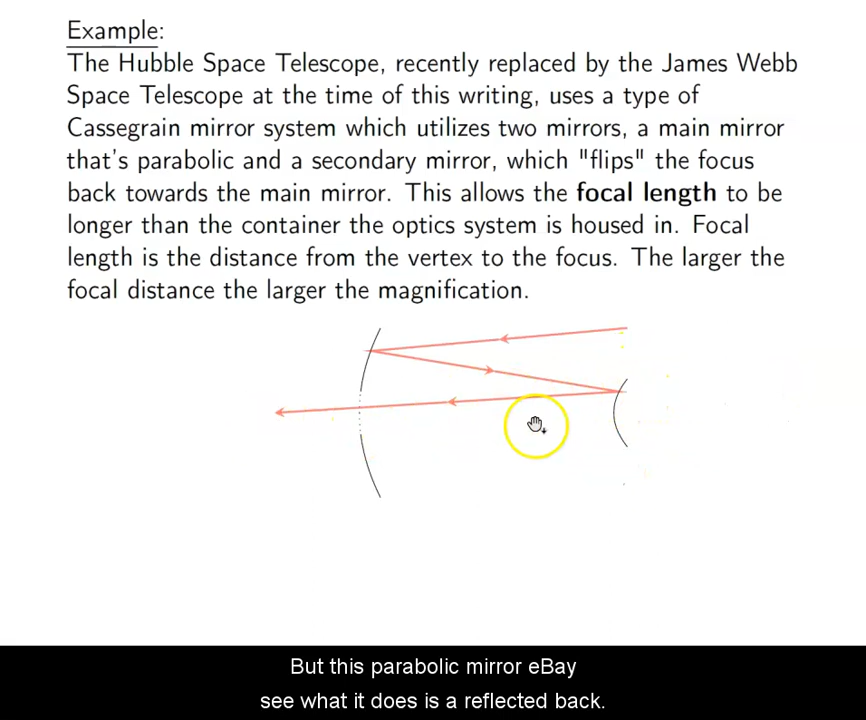 Example:
The Hubble Space Telescope, recently replaced by the James Webb
Space Telescope at the time of this writing, uses a type of
Cassegrain mirror system which utilizes two mirrors, a main mirror
that's parabolic and a secondary mirror, which "flips" the focus
back towards the main mirror. This allows the focal length to be
longer than the container the optics system is housed in. Focal
length is the distance from the vertex to the focus. The larger the
focal distance the larger the magnification.
But this parabolic mirror eBay
see what it does is a reflected back.